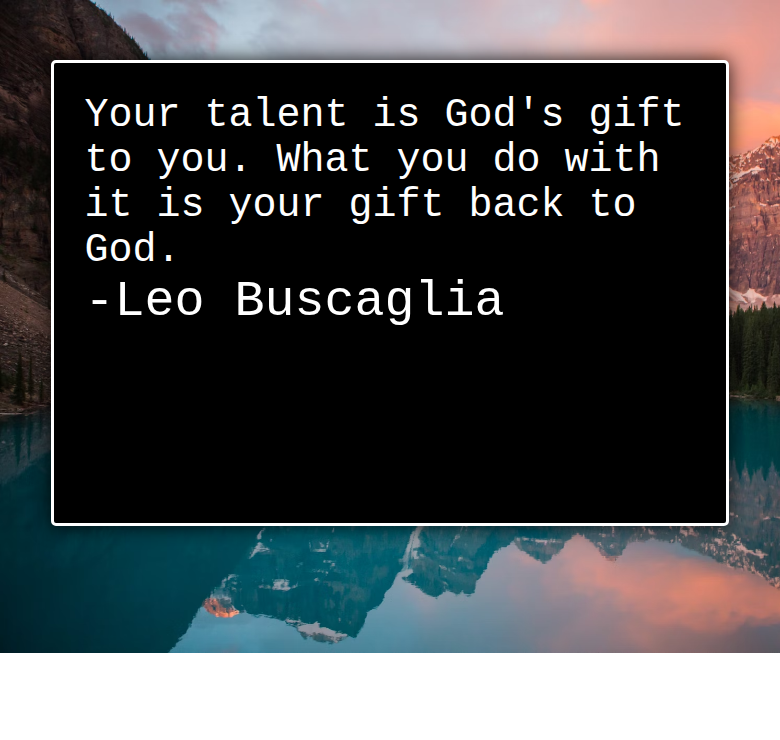 Your talent is God's gift
to you. What you do with
it is your gift back to
God.
-Leo Buscaglia